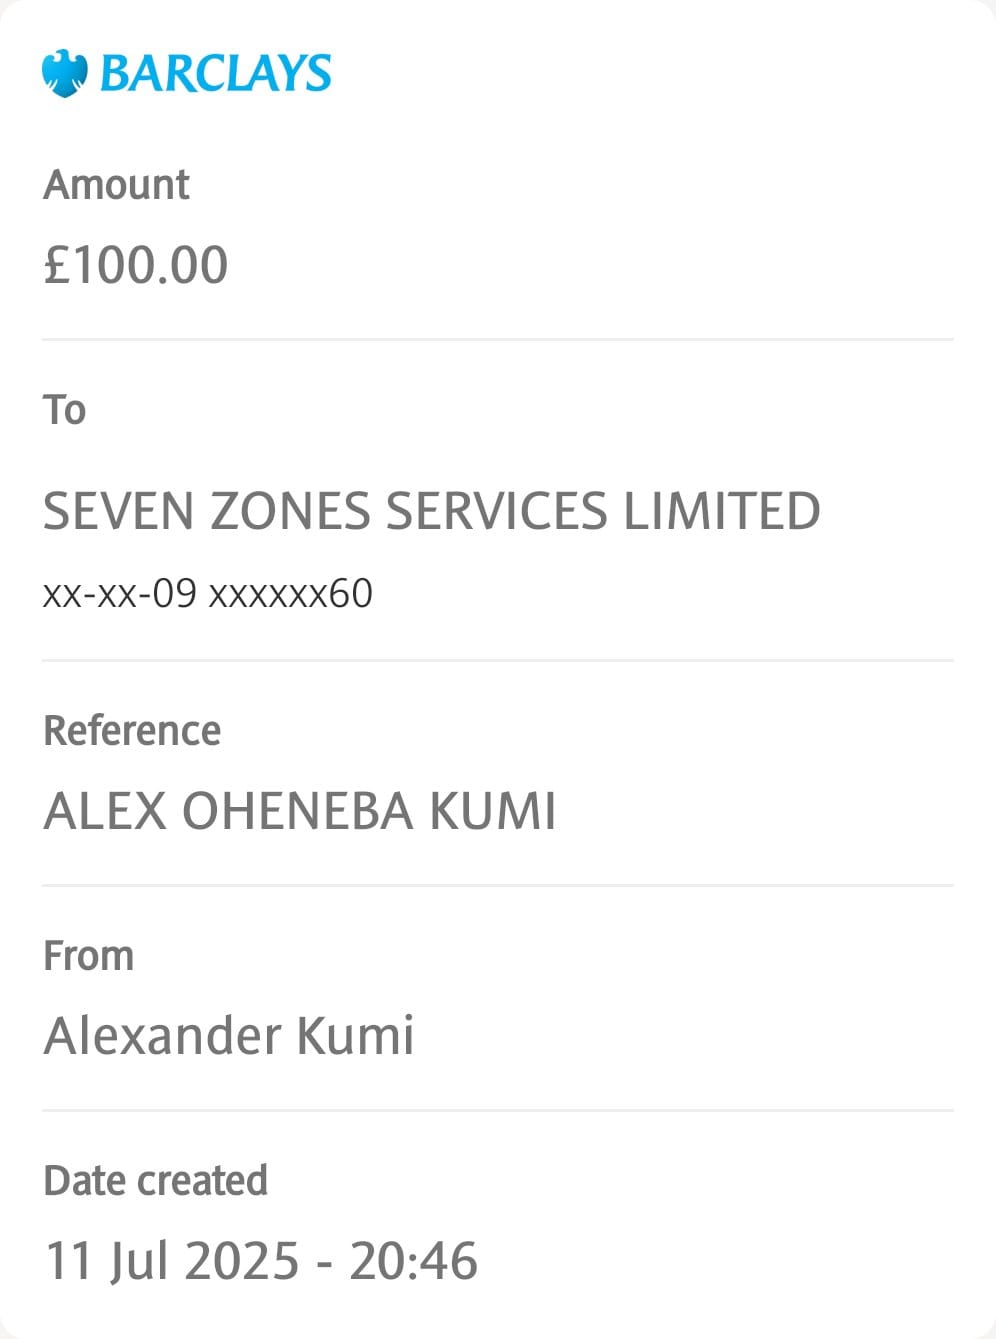 BARCLAYS
Amount
£100.00
To
SEVEN ZONES SERVICES LIMITED
xx-xx-09 xxxxxx60
Reference
ALEX OHENEBA KUMI
From
Alexander Kumi
Date created
11 Jul 2025 - 20:46